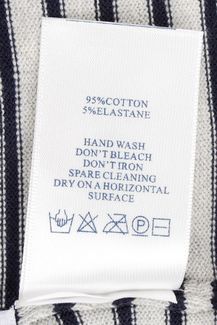 95%COTTON
5%ELASTANE
HAND WASH
DON'T BLEACH
DON'T IRON
SPARE CLEANING
DRY ON A HORIZONTAL
SURFACE
P